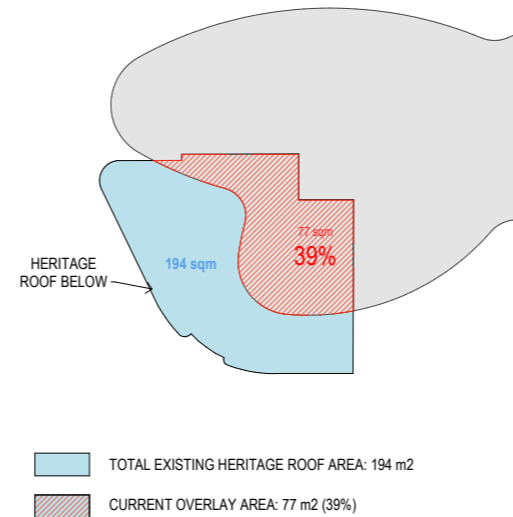 77 sqm
39%
194 sqm
HERITAGE
ROOF BELOW
TOTAL EXISTING HERITAGE ROOF AREA: 194 m2
CURRENT OVERLAY AREA: 77 m2 (39%)